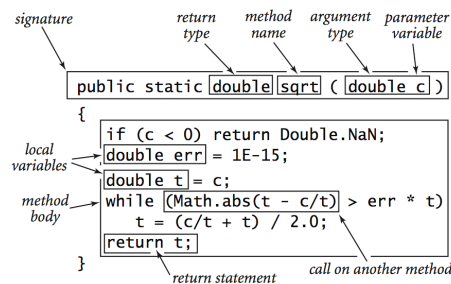 signature
return type
method name
argument type
parameter variable
public static double sqrt ( double c )
{
if (c < 0) return Double.NaN;
double err = 1E-15;
double t = c;
while (Math.abs(t - c/t) > err * t)
t = (c/t + t) / 2.0;
return t;
}
local variables
method body
return statement
call on another method